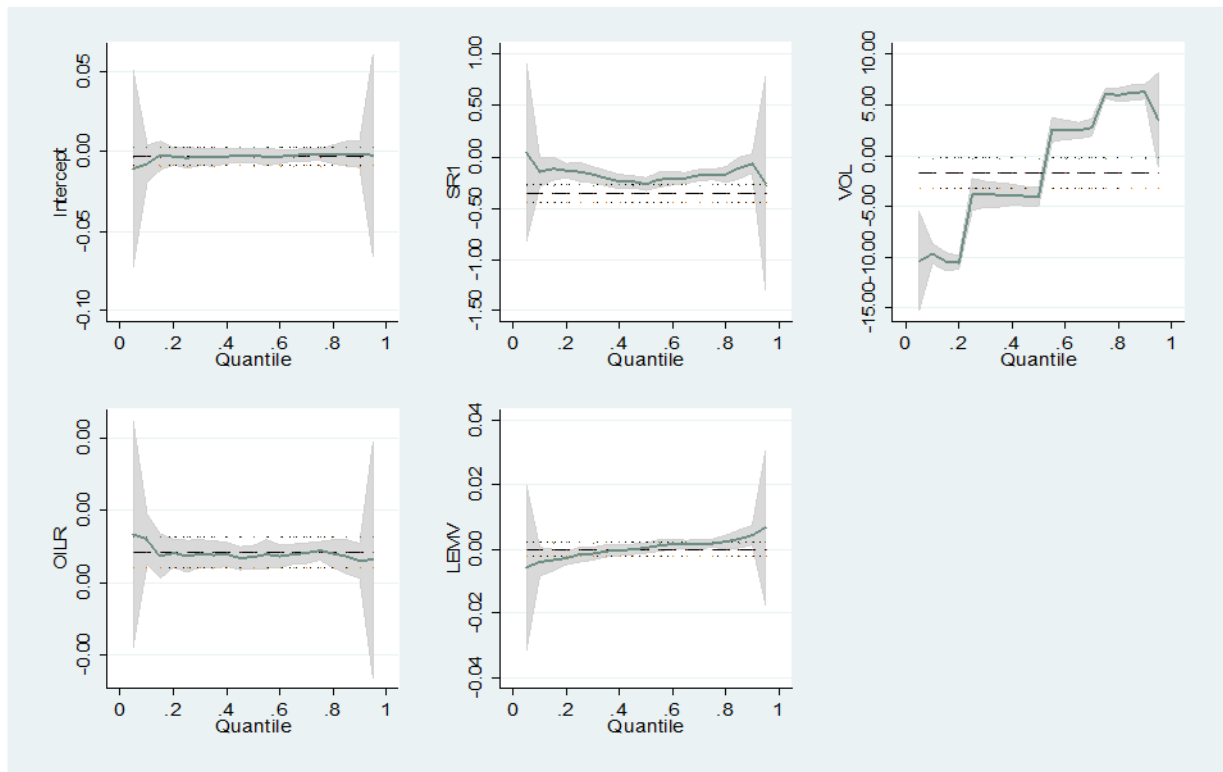 Intercept
0.05
0.00
-0.05
-0.10
0 .2 .4 .6 .8 1
Quantile
SR1
1.00
0.50
0.00
-0.50
-1.00
-1.50
0 .2 .4 .6 .8 1
Quantile
VOL
10.00
5.00
0.00
-5.00
-10.00
-15.00
0 .2 .4 .6 .8 1
Quantile
OILR
0.00
0.00
0.00
-0.00
0 .2 .4 .6 .8 1
Quantile
LEMV
0.04
0.02
0.00
-0.02
-0.04
0 .2 .4 .6 .8 1
Quantile